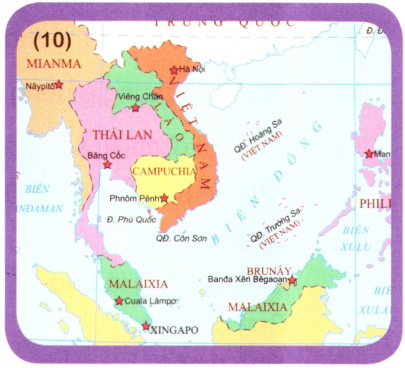 TRUNG QUỐC
(10)
MIANMA
Nâypitô
Hà Nội
Viêng Chăn
VIỆT NAM
LÀO
THÁI LAN
Băng Cốc
CAMPUCHIA
Phnôm Pênh
Đ. Phú Quốc
QĐ. Côn Sơn
QĐ. Hoàng Sa
(VIỆT NAM)
BIỂN ĐÔNG
QĐ. Trường Sa
(VIỆT NAM)
Man
PHILI
BIỂN
ANDAMAN
BIỂN
XULU
BRUNÂY
Banđa Xêri Bêgaoan
MALAIXIA
MALAIXIA
Cuala Lămpơ
XINGAPO